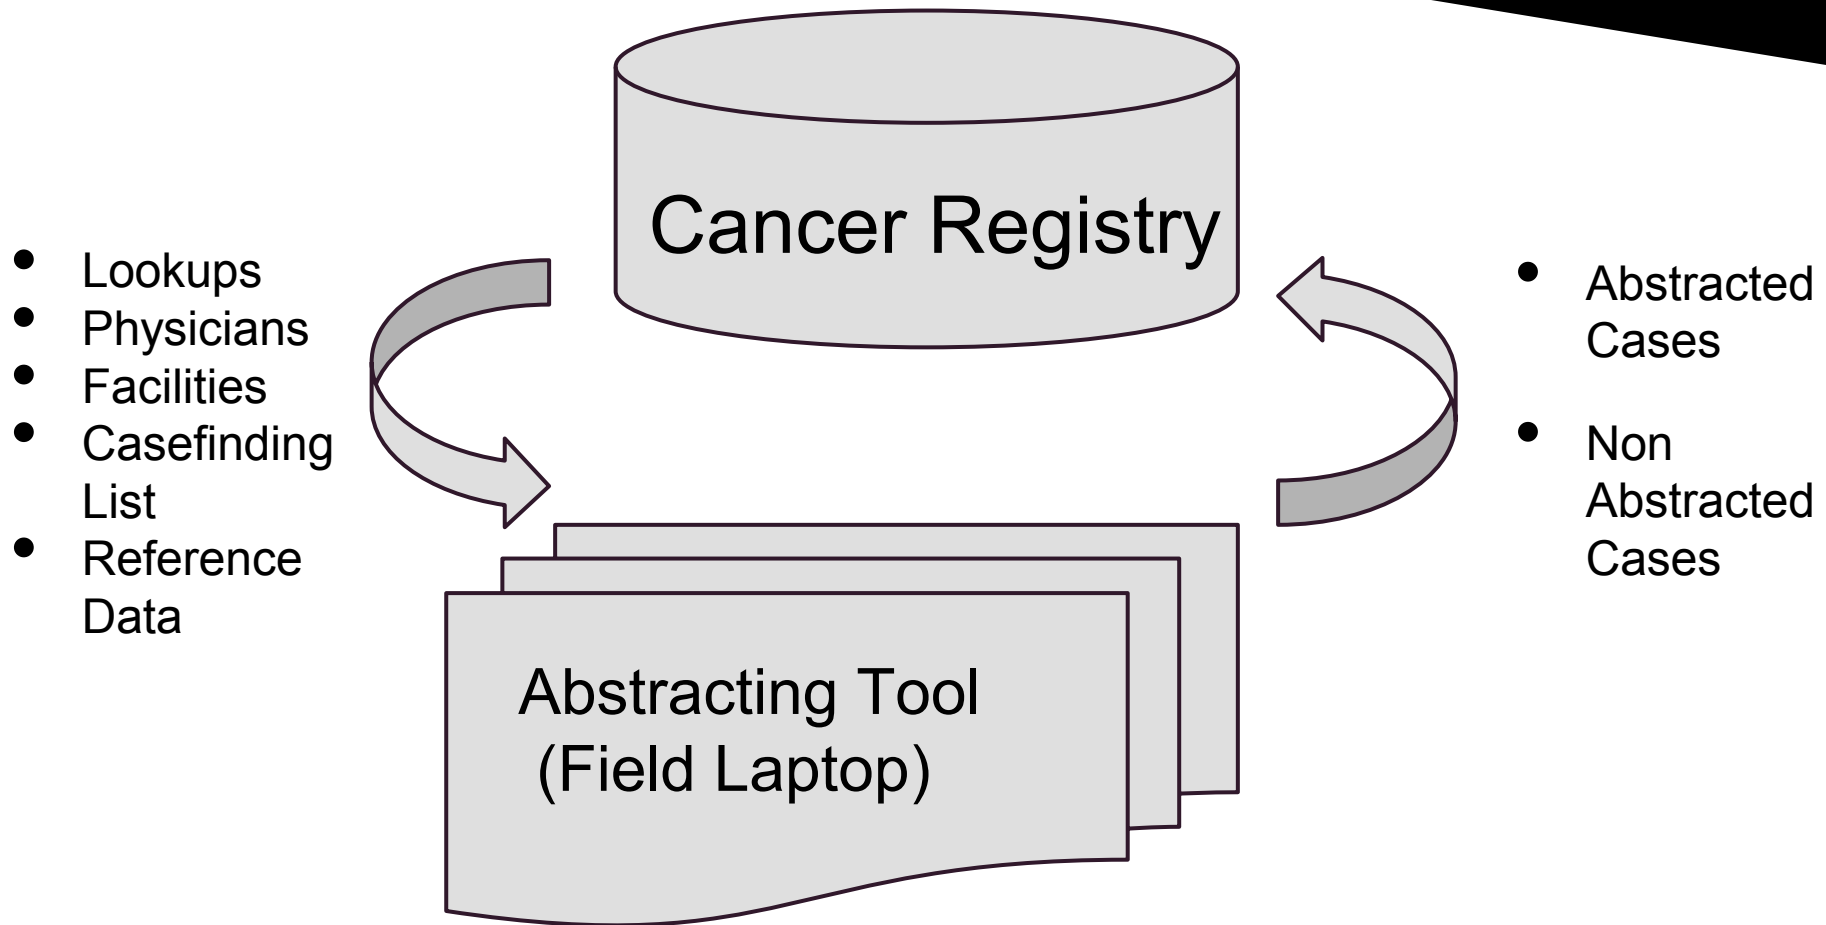 Cancer Registry
• Lookups
• Physicians
• Facilities
• Casefinding
List
• Reference
Data
• Abstracted
Cases
• Non
Abstracted
Cases
Abstracting Tool
(Field Laptop)